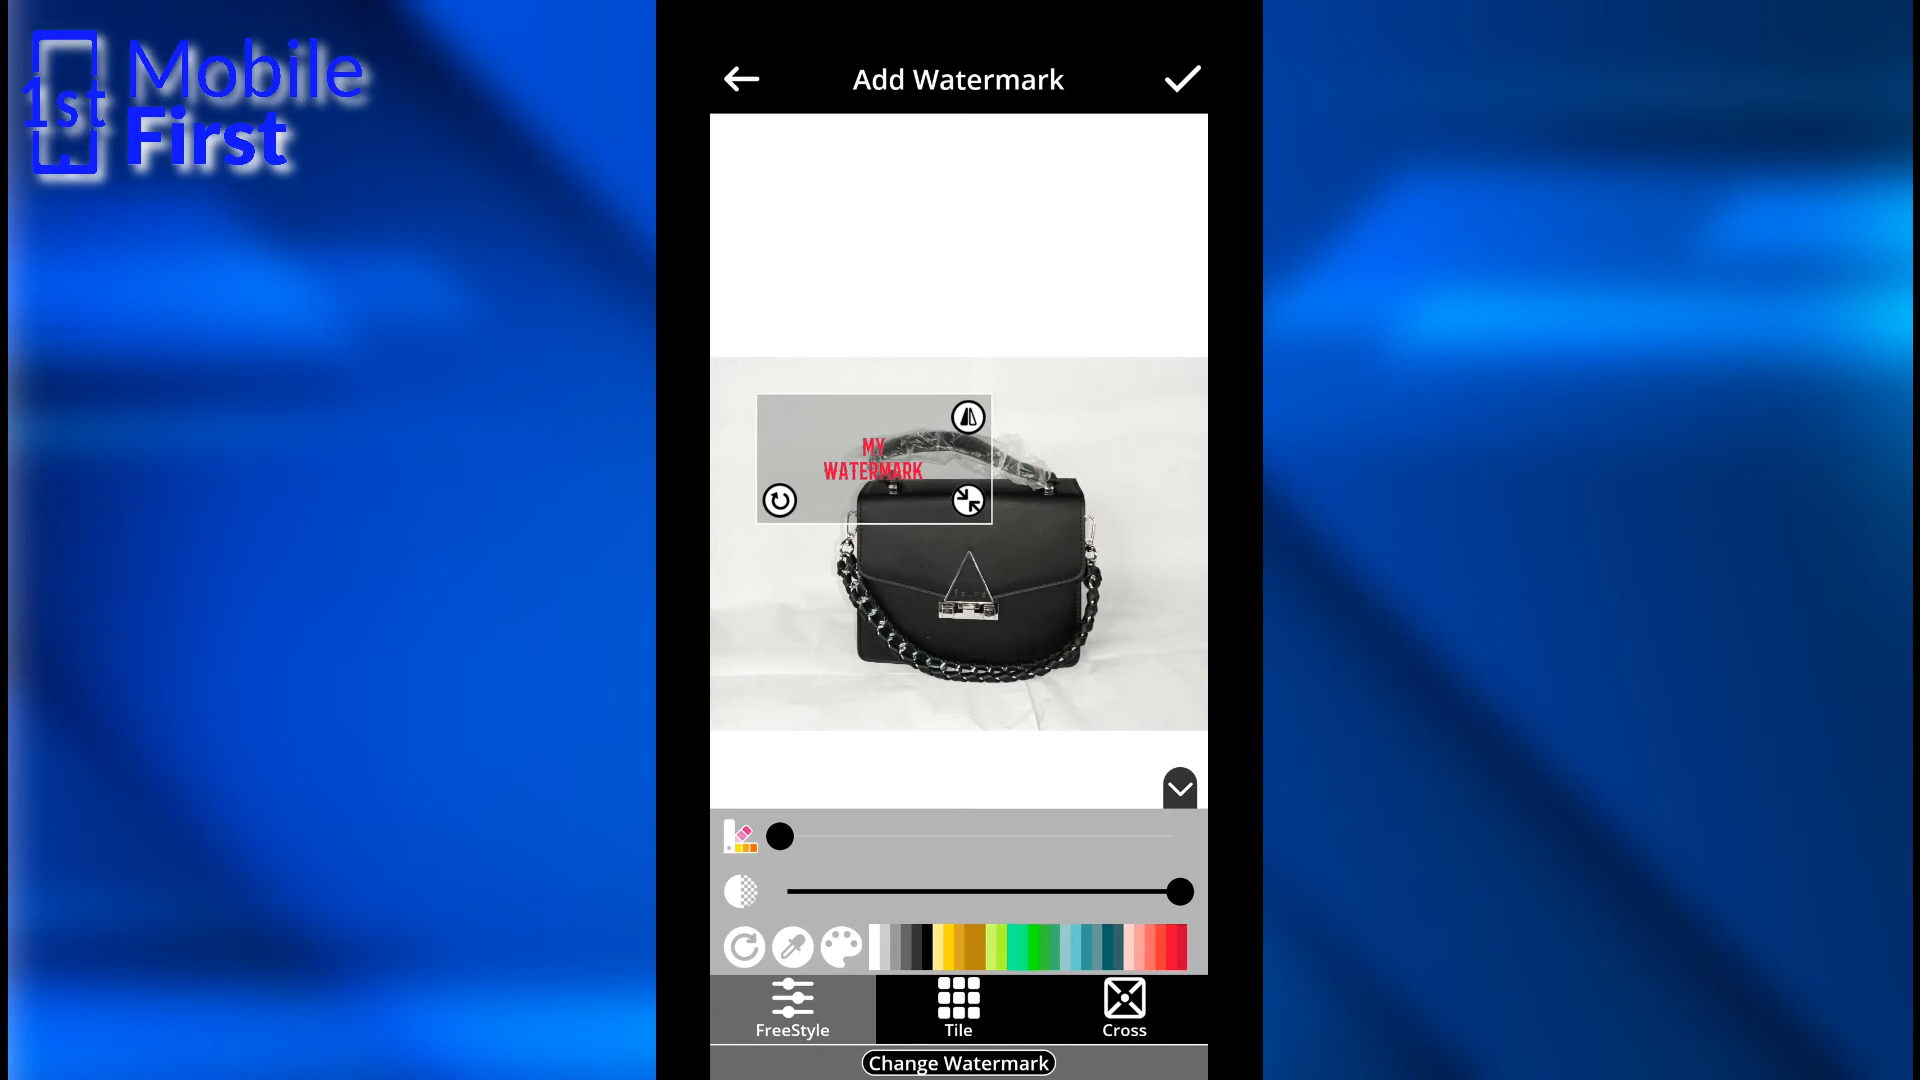 1st
Mobile
First
Add Watermark
MY
WATERMARK
FreeStyle
Tile
Cross
Change Watermark